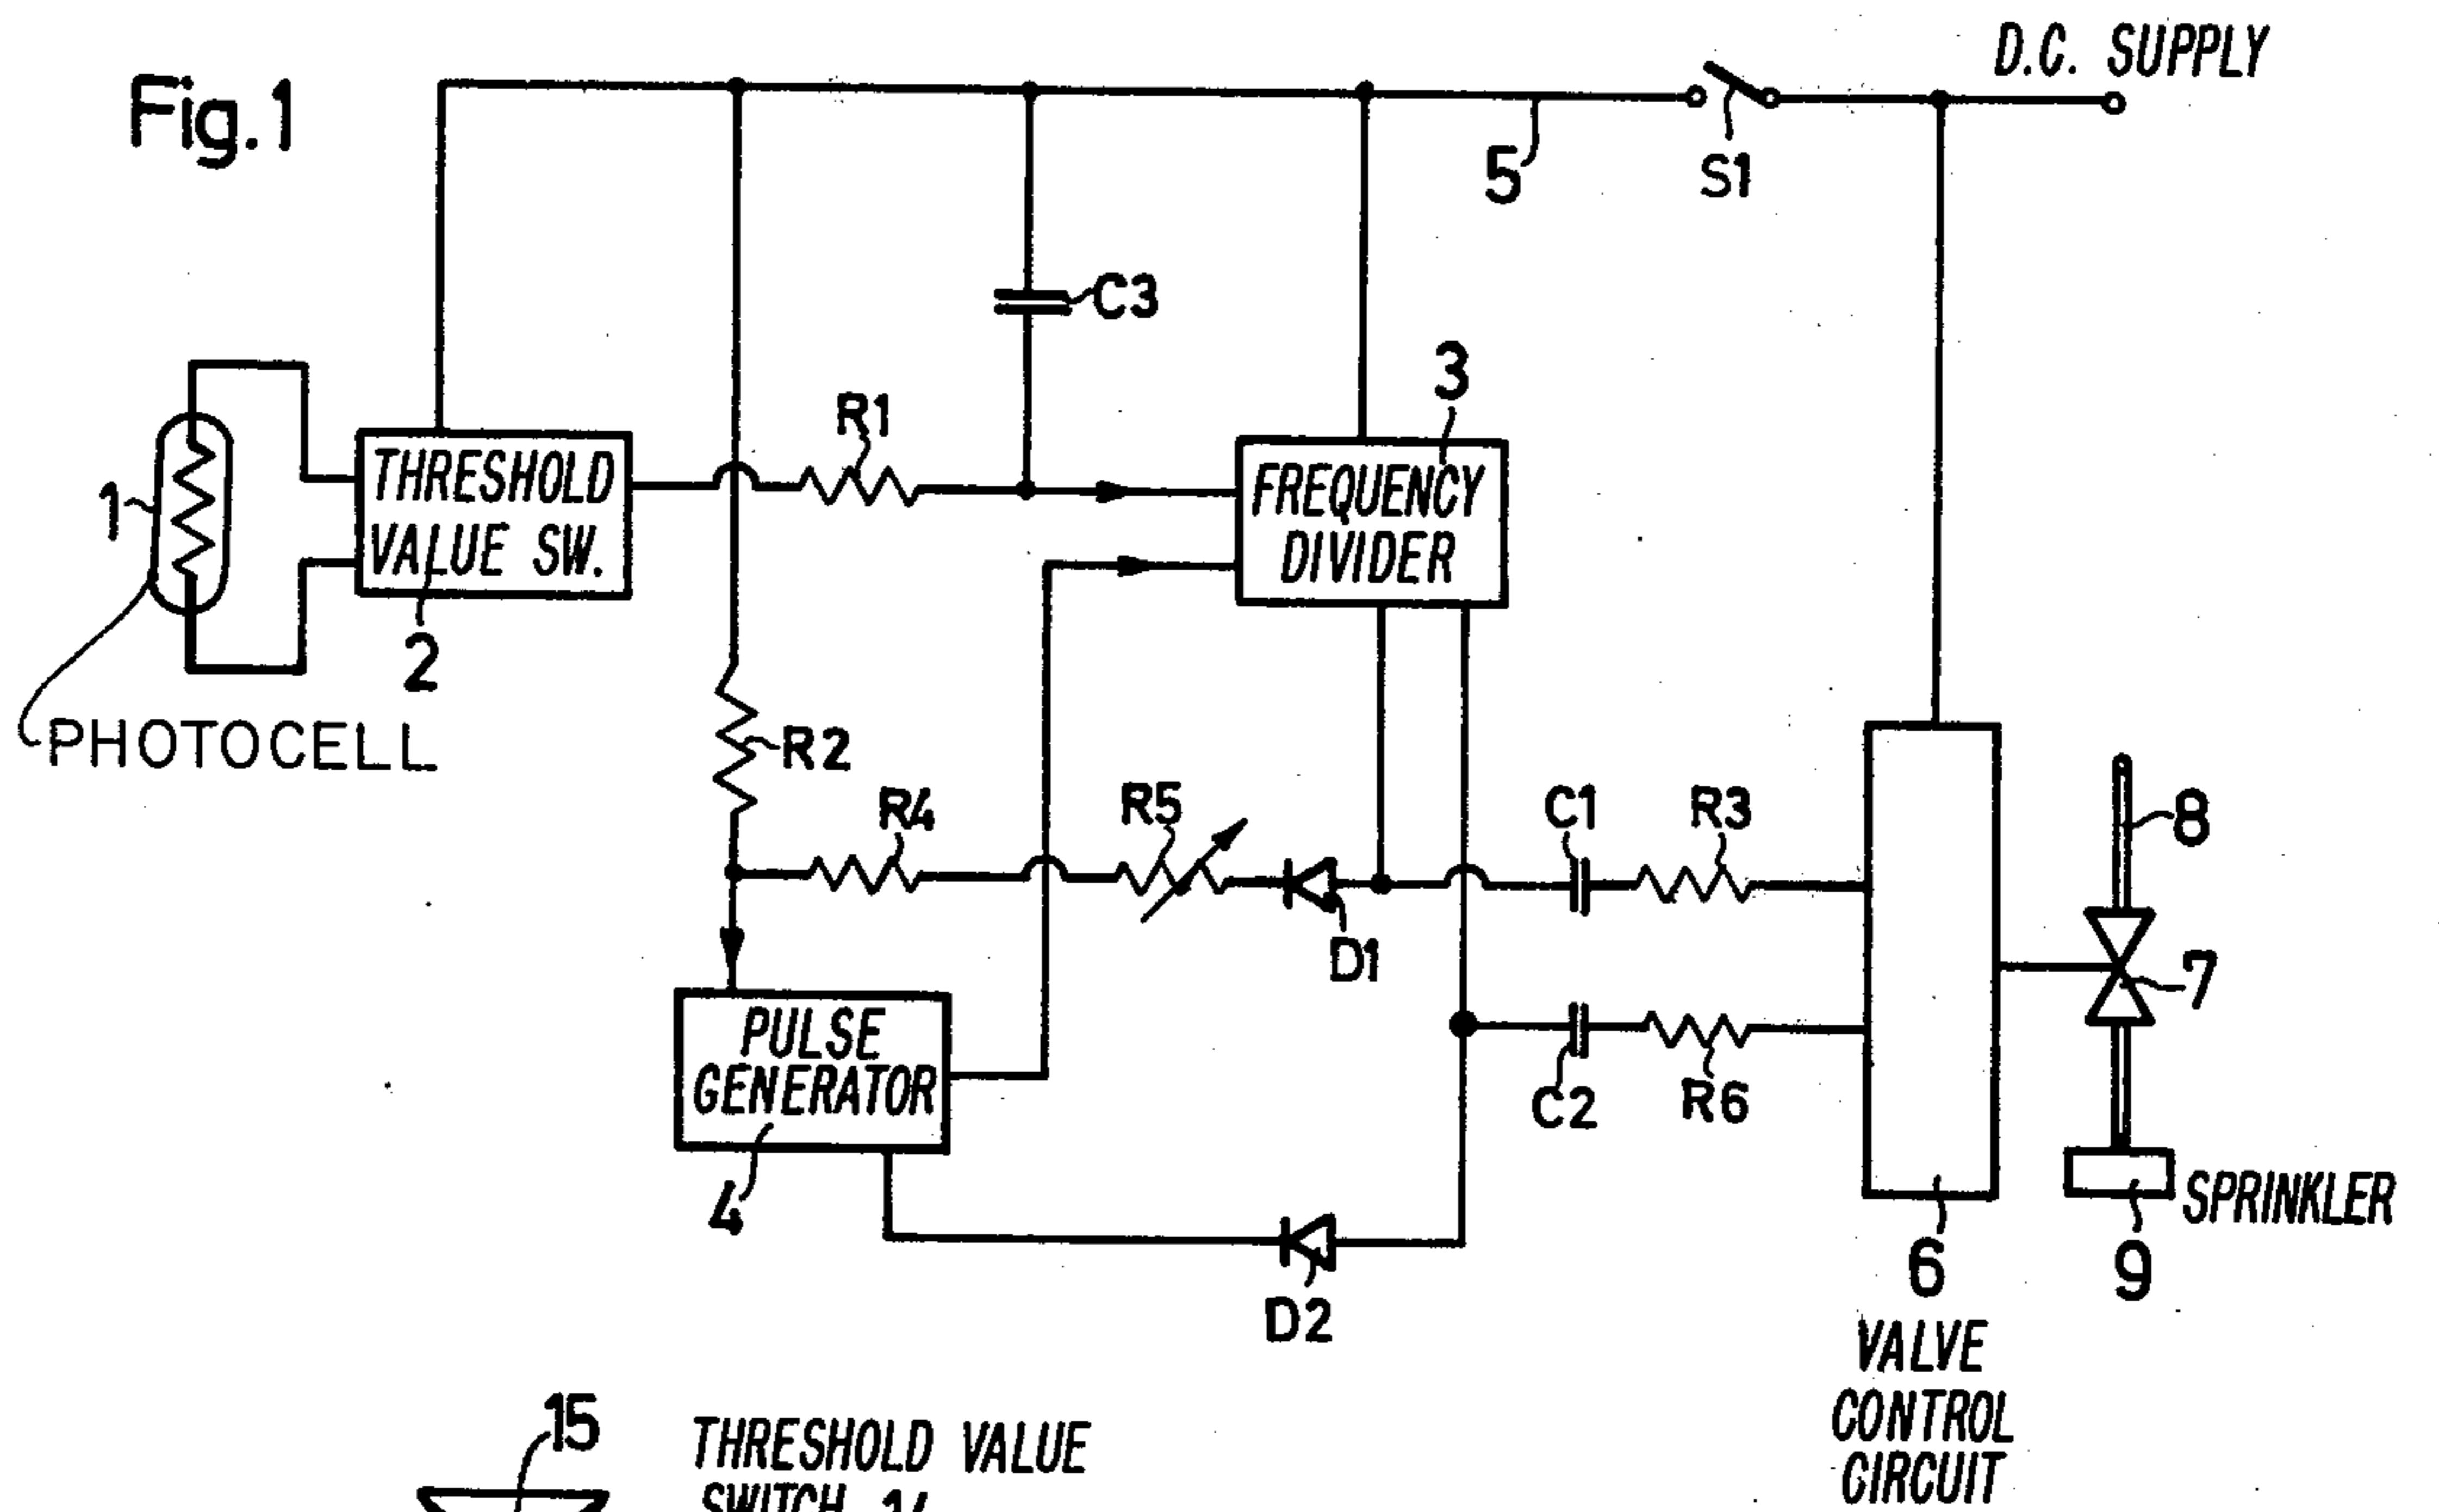 Fig.1
D.C. SUPPLY
5
S1
C3
3
R1
1
THRESHOLD
VALUE SW.
FREQUENCY
DIVIDER
2
PHOTOCELL
R2
R4
R5
C1
R3
8
D1
7
PULSE
GENERATOR
C2
R6
4
SPRINKLER
D2
6
9
VALVE
CONTROL
CIRCUIT
15
THRESHOLD VALUE
SWITCH 14